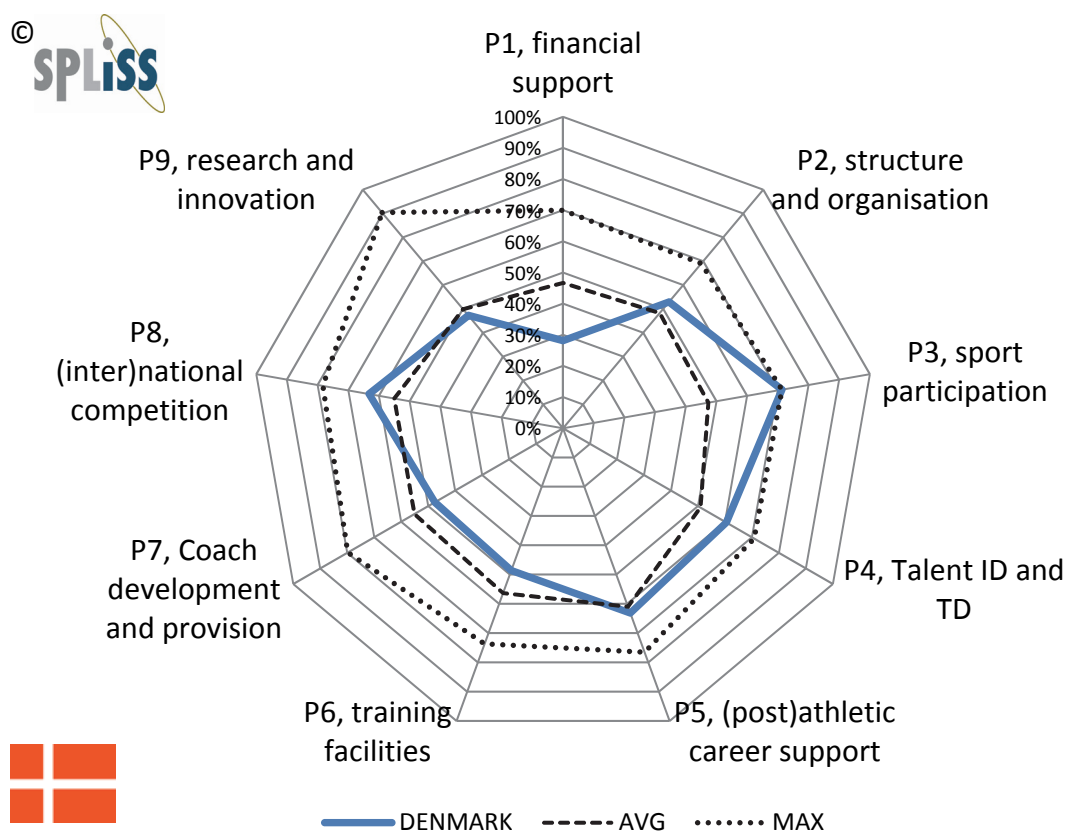 ©
SPLiSS
P1, financial
support
P9, research and
innovation
P2, structure
and organisation
100%
90%
80%
70%
60%
50%
40%
30%
20%
10%
0%
P8,
(inter)national
competition
P3, sport
participation
P7, Coach
development
and provision
P4, Talent ID and
TD
P6, training
facilities
P5, (post)athletic
career support
DENMARK AVG MAX